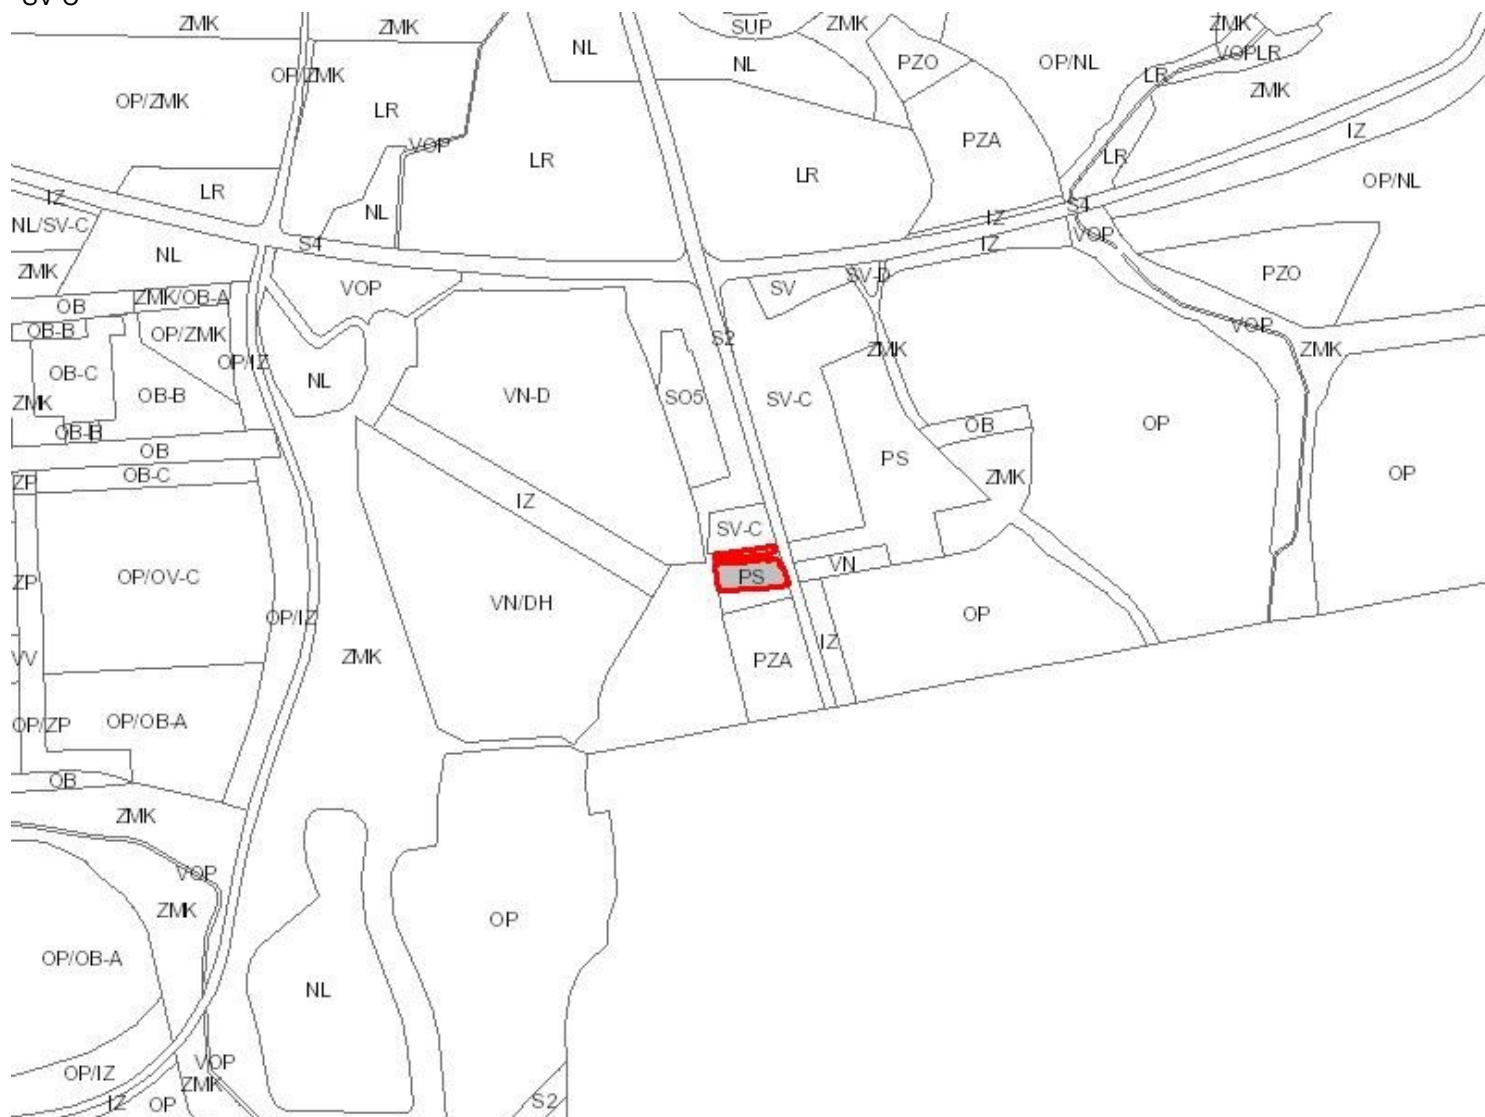 SV-C
ZMK
ZMK
SUP
ZMK
ZMK
NL
NL
PZO
OP/NL
VOP
LR
OP/ZMK
LR
ZMK
OP/ZMK
LR
VOP
LR
PZA
IZ
LR
LR
OP/NL
LR
IZ
NL
IZ
S4
NL/SV-C
S4
IZ
VOP
NL
ZMK
VOP
SV
SV-D
PZO
OB
ZMK/OB-A
OB-B
OP/ZMK
S2
VOP
ZMK
OP/IZ
ZMK
OB-C
NL
OB-B
VN-D
SO5
SV-C
ZMK
OP
OB
OB-B
OB
PS
OP
ZP
OB-C
ZMK
IZ
SV-C
VN
PS
ZP
OP/OV-C
VN/DH
OP
OP/IZ
IZ
VV
ZMK
PZA
OP/ZP
OP/OB-A
OB
ZMK
VOP
ZMK
OP
OP/OB-A
NL
VOP
OP/IZ
ZMK
IZ
OP
S2